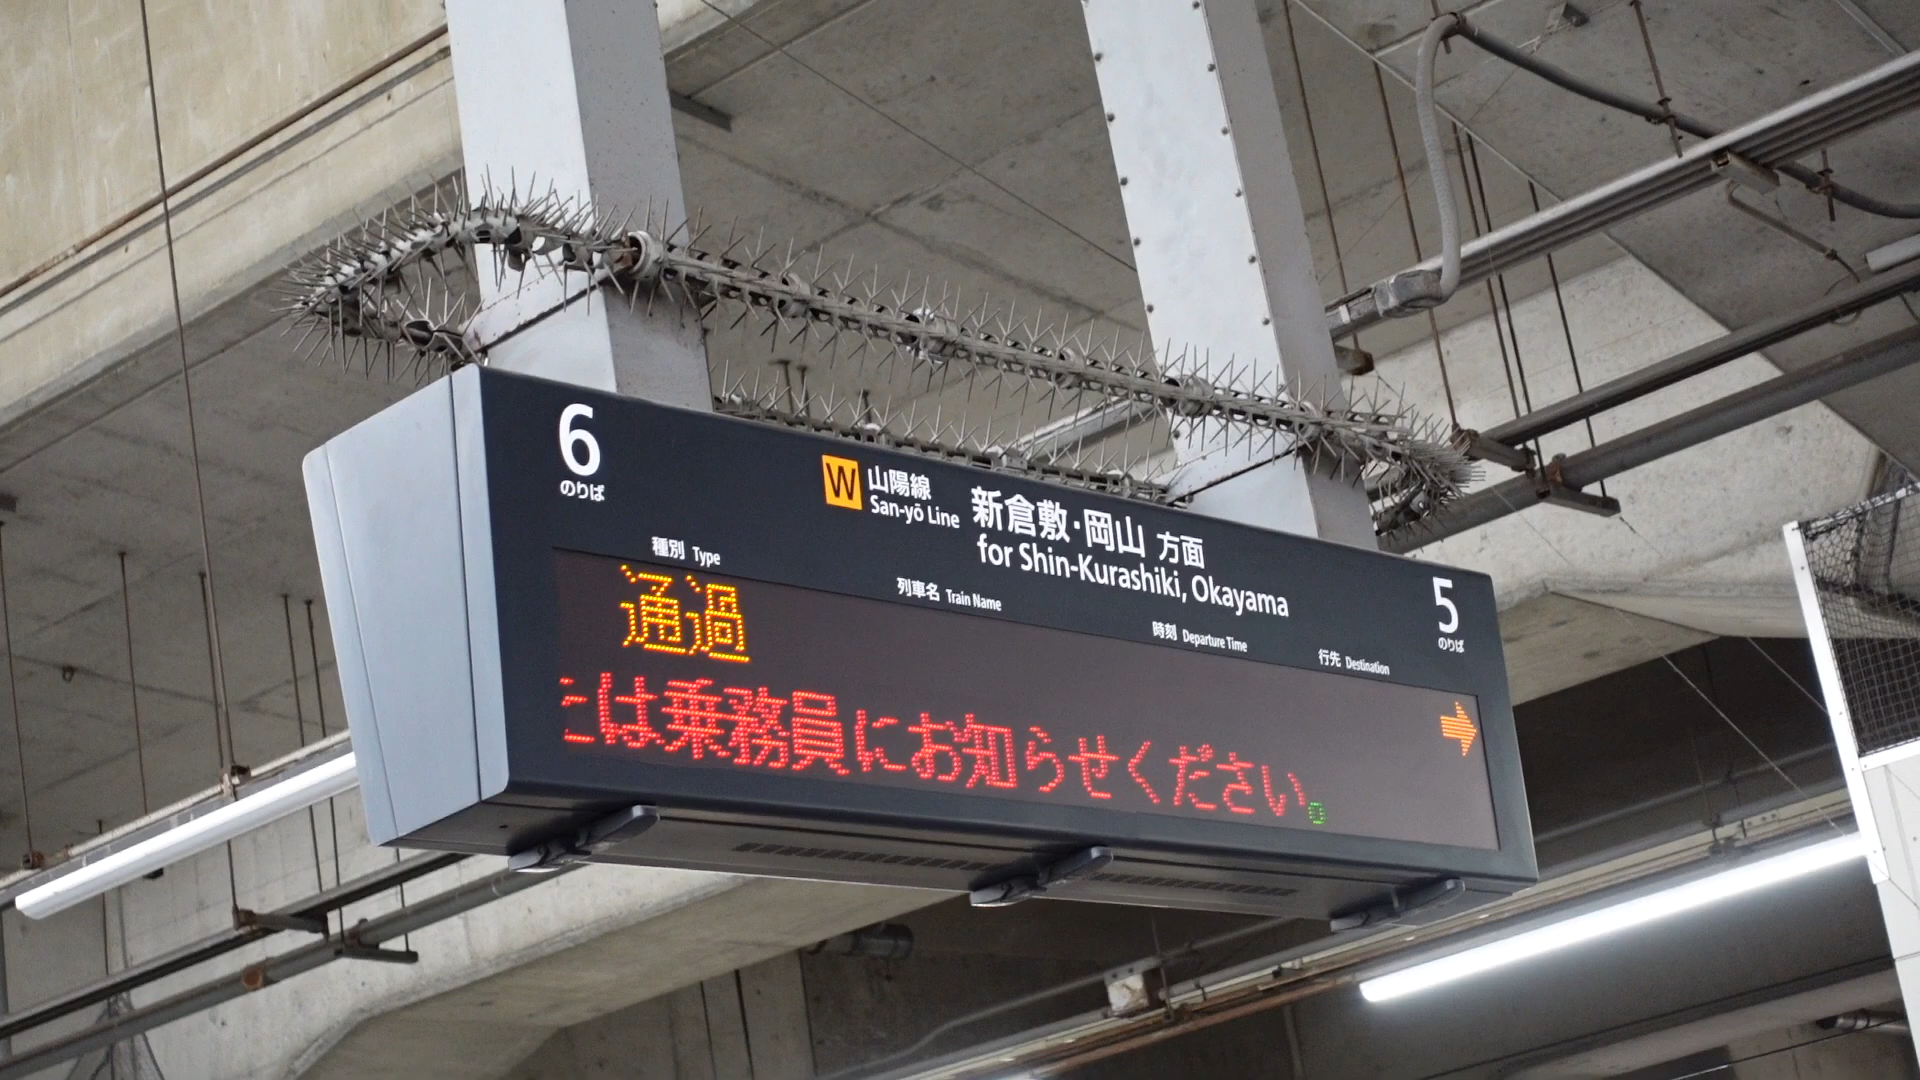 6
のりば
W 山陽線
San-yō Line
新倉敷・岡山 方面
for Shin-Kurashiki, Okayama
5
のりば
種別 Type
列車名 Train Name
時刻 Departure Time
行先 Destination
通過
は乗務員にお知らせください。